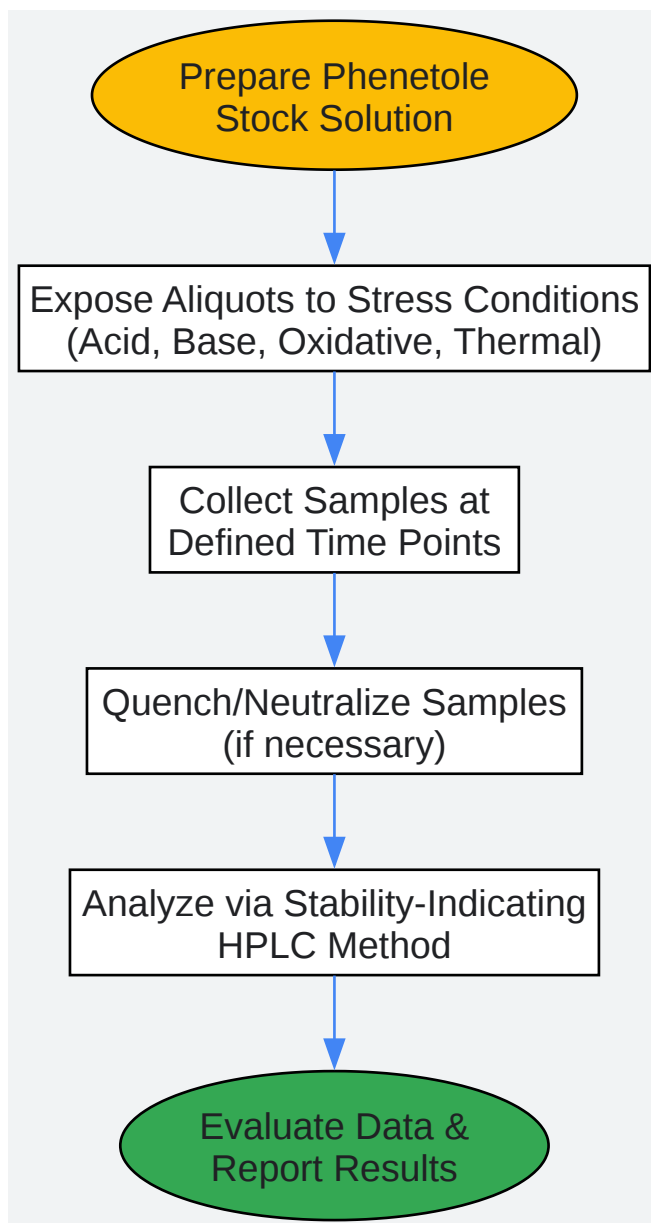 Prepare Phenetole
Stock Solution
Expose Aliquots to Stress Conditions
(Acid, Base, Oxidative, Thermal)
Collect Samples at
Defined Time Points
Quench/Neutralize Samples
(if necessary)
Analyze via Stability-Indicating
HPLC Method
Evaluate Data &
Report Results